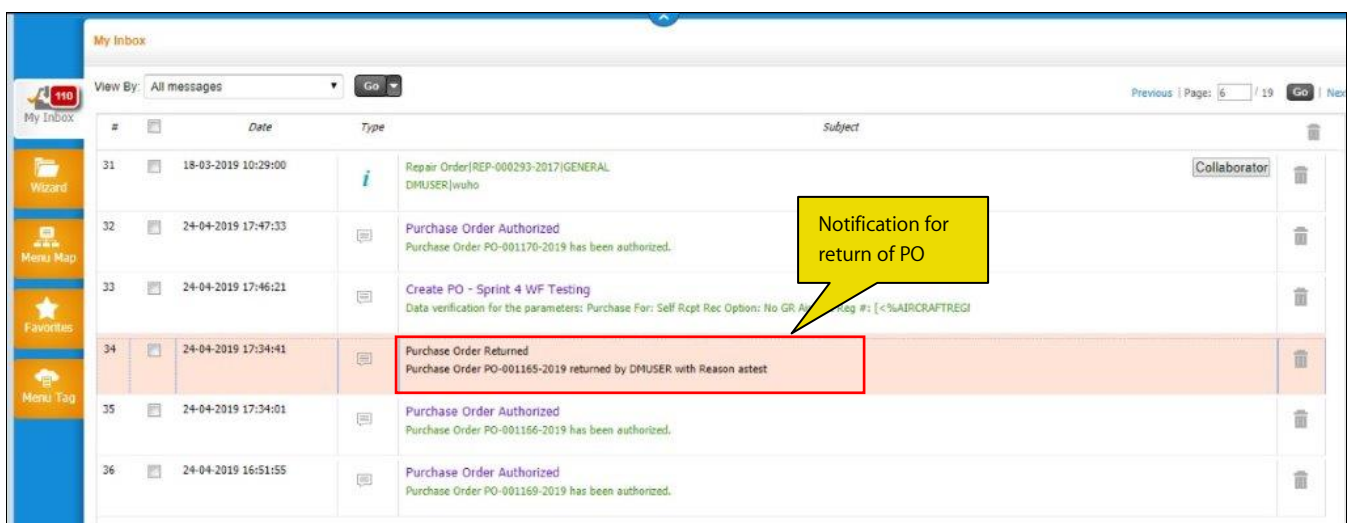 My Inbox
110
My Inbox
Wizard
Menu Map
Favorites
Menu Tag
View By: All messages Go
Previous | Page: 6 / 19 Go | Nex
# Date Type Subject
31 18-03-2019 10:29:00 i Repair Order|REP-000293-2017|GENERAL Collaborator
DMUSER|wuho
32 24-04-2019 17:47:33 Purchase Order Authorized
Purchase Order PO-001170-2019 has been authorized.
Notification for
return of PO
33 24-04-2019 17:46:21 Create PO - Sprint 4 WF Testing
Data verification for the parameters: Purchase For: Self Rcpt Rec Option: No GR Reg #: [<%AIRCRAFTREGI
34 24-04-2019 17:34:41 Purchase Order Returned
Purchase Order PO-001165-2019 returned by DMUSER with Reason astest
35 24-04-2019 17:34:01 Purchase Order Authorized
Purchase Order PO-001166-2019 has been authorized.
36 24-04-2019 16:51:55 Purchase Order Authorized
Purchase Order PO-001169-2019 has been authorized.